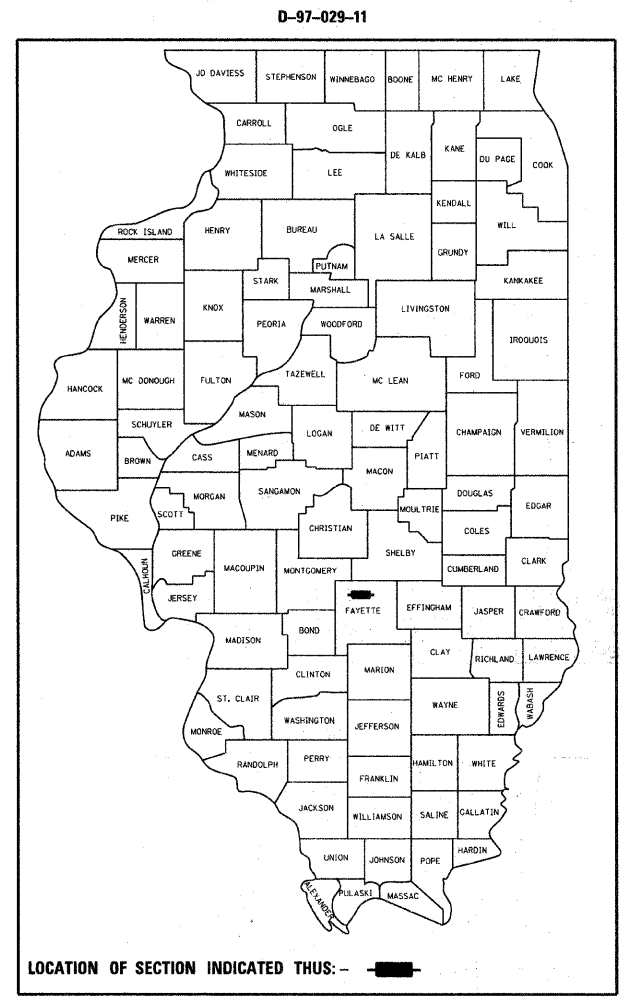 D-97-029-11
JO DAVIESS
STEPHENSON
WINNEBAGO
BOONE
MC HENRY
LAKE
CARROLL
OGLE
DE KALB
KANE
DU PAGE
COOK
WHITESIDE
LEE
KENDALL
WILL
ROCK ISLAND
HENRY
BUREAU
LA SALLE
GRUNDY
MERCER
PUTNAM
STARK
MARSHALL
KANKAKEE
HENDERSON
WARREN
KNOX
PEORIA
WOODFORD
LIVINGSTON
IROQUOIS
HANCOCK
MC DONOUGH
FULTON
TAZEWELL
MC LEAN
FORD
MASON
SCHUYLER
LOGAN
DE WITT
CHAMPAIGN
VERMILION
ADAMS
BROWN
CASS
MENARD
MACON
PIATT
MORGAN
SANGAMON
DOUGLAS
EDGAR
PIKE
SCOTT
CHRISTIAN
MOULTRIE
COLES
GREENE
MACOUPIN
MONTGOMERY
SHELBY
CUMBERLAND
CLARK
CALHOUN
JERSEY
FAYETTE
EFFINGHAM
JASPER
CRAWFORD
MADISON
BOND
CLAY
RICHLAND
LAWRENCE
CLINTON
MARION
ST. CLAIR
WAYNE
EDWARDS
WABASH
WASHINGTON
JEFFERSON
MONROE
RANDOLPH
PERRY
HAMILTON
WHITE
FRANKLIN
JACKSON
WILLIAMSON
SALINE
GALLATIN
UNION
JOHNSON
POPE
HARDIN
ALEXANDER
PULASKI
MASSAC
LOCATION OF SECTION INDICATED THUS: -